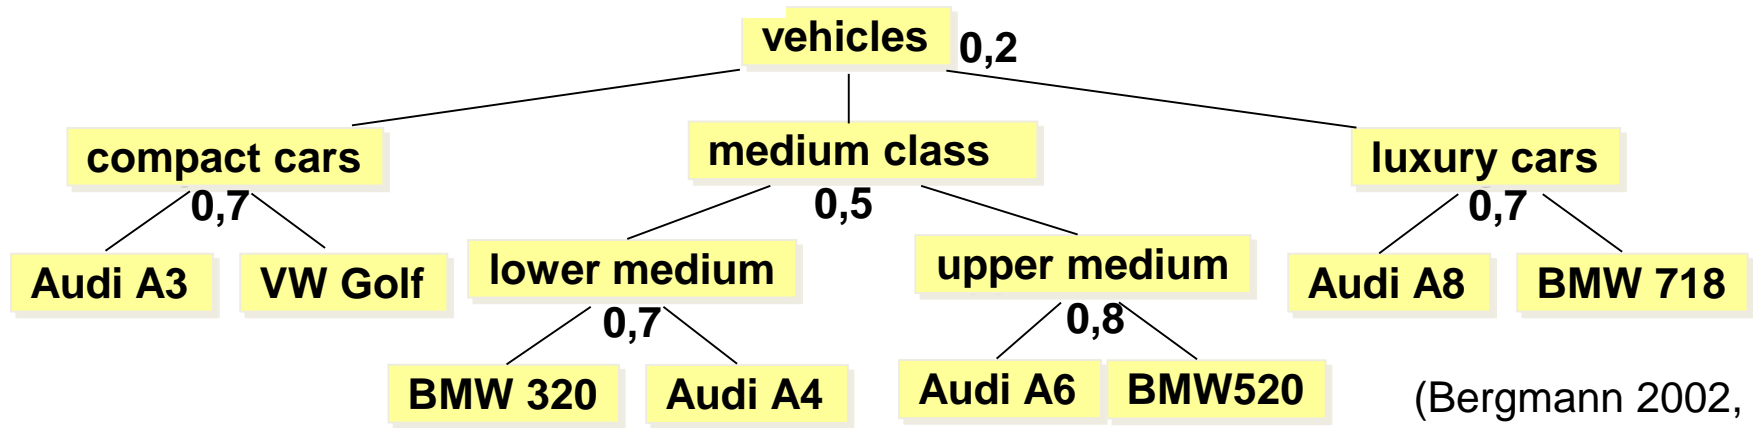 vehicles 0,2
compact cars medium class luxury cars
0,7 0,5 0,7
Audi A3 VW Golf lower medium upper medium Audi A8 BMW 718
0,7 0,8
BMW 320 Audi A4 Audi A6 BMW520 (Bergmann 2002,